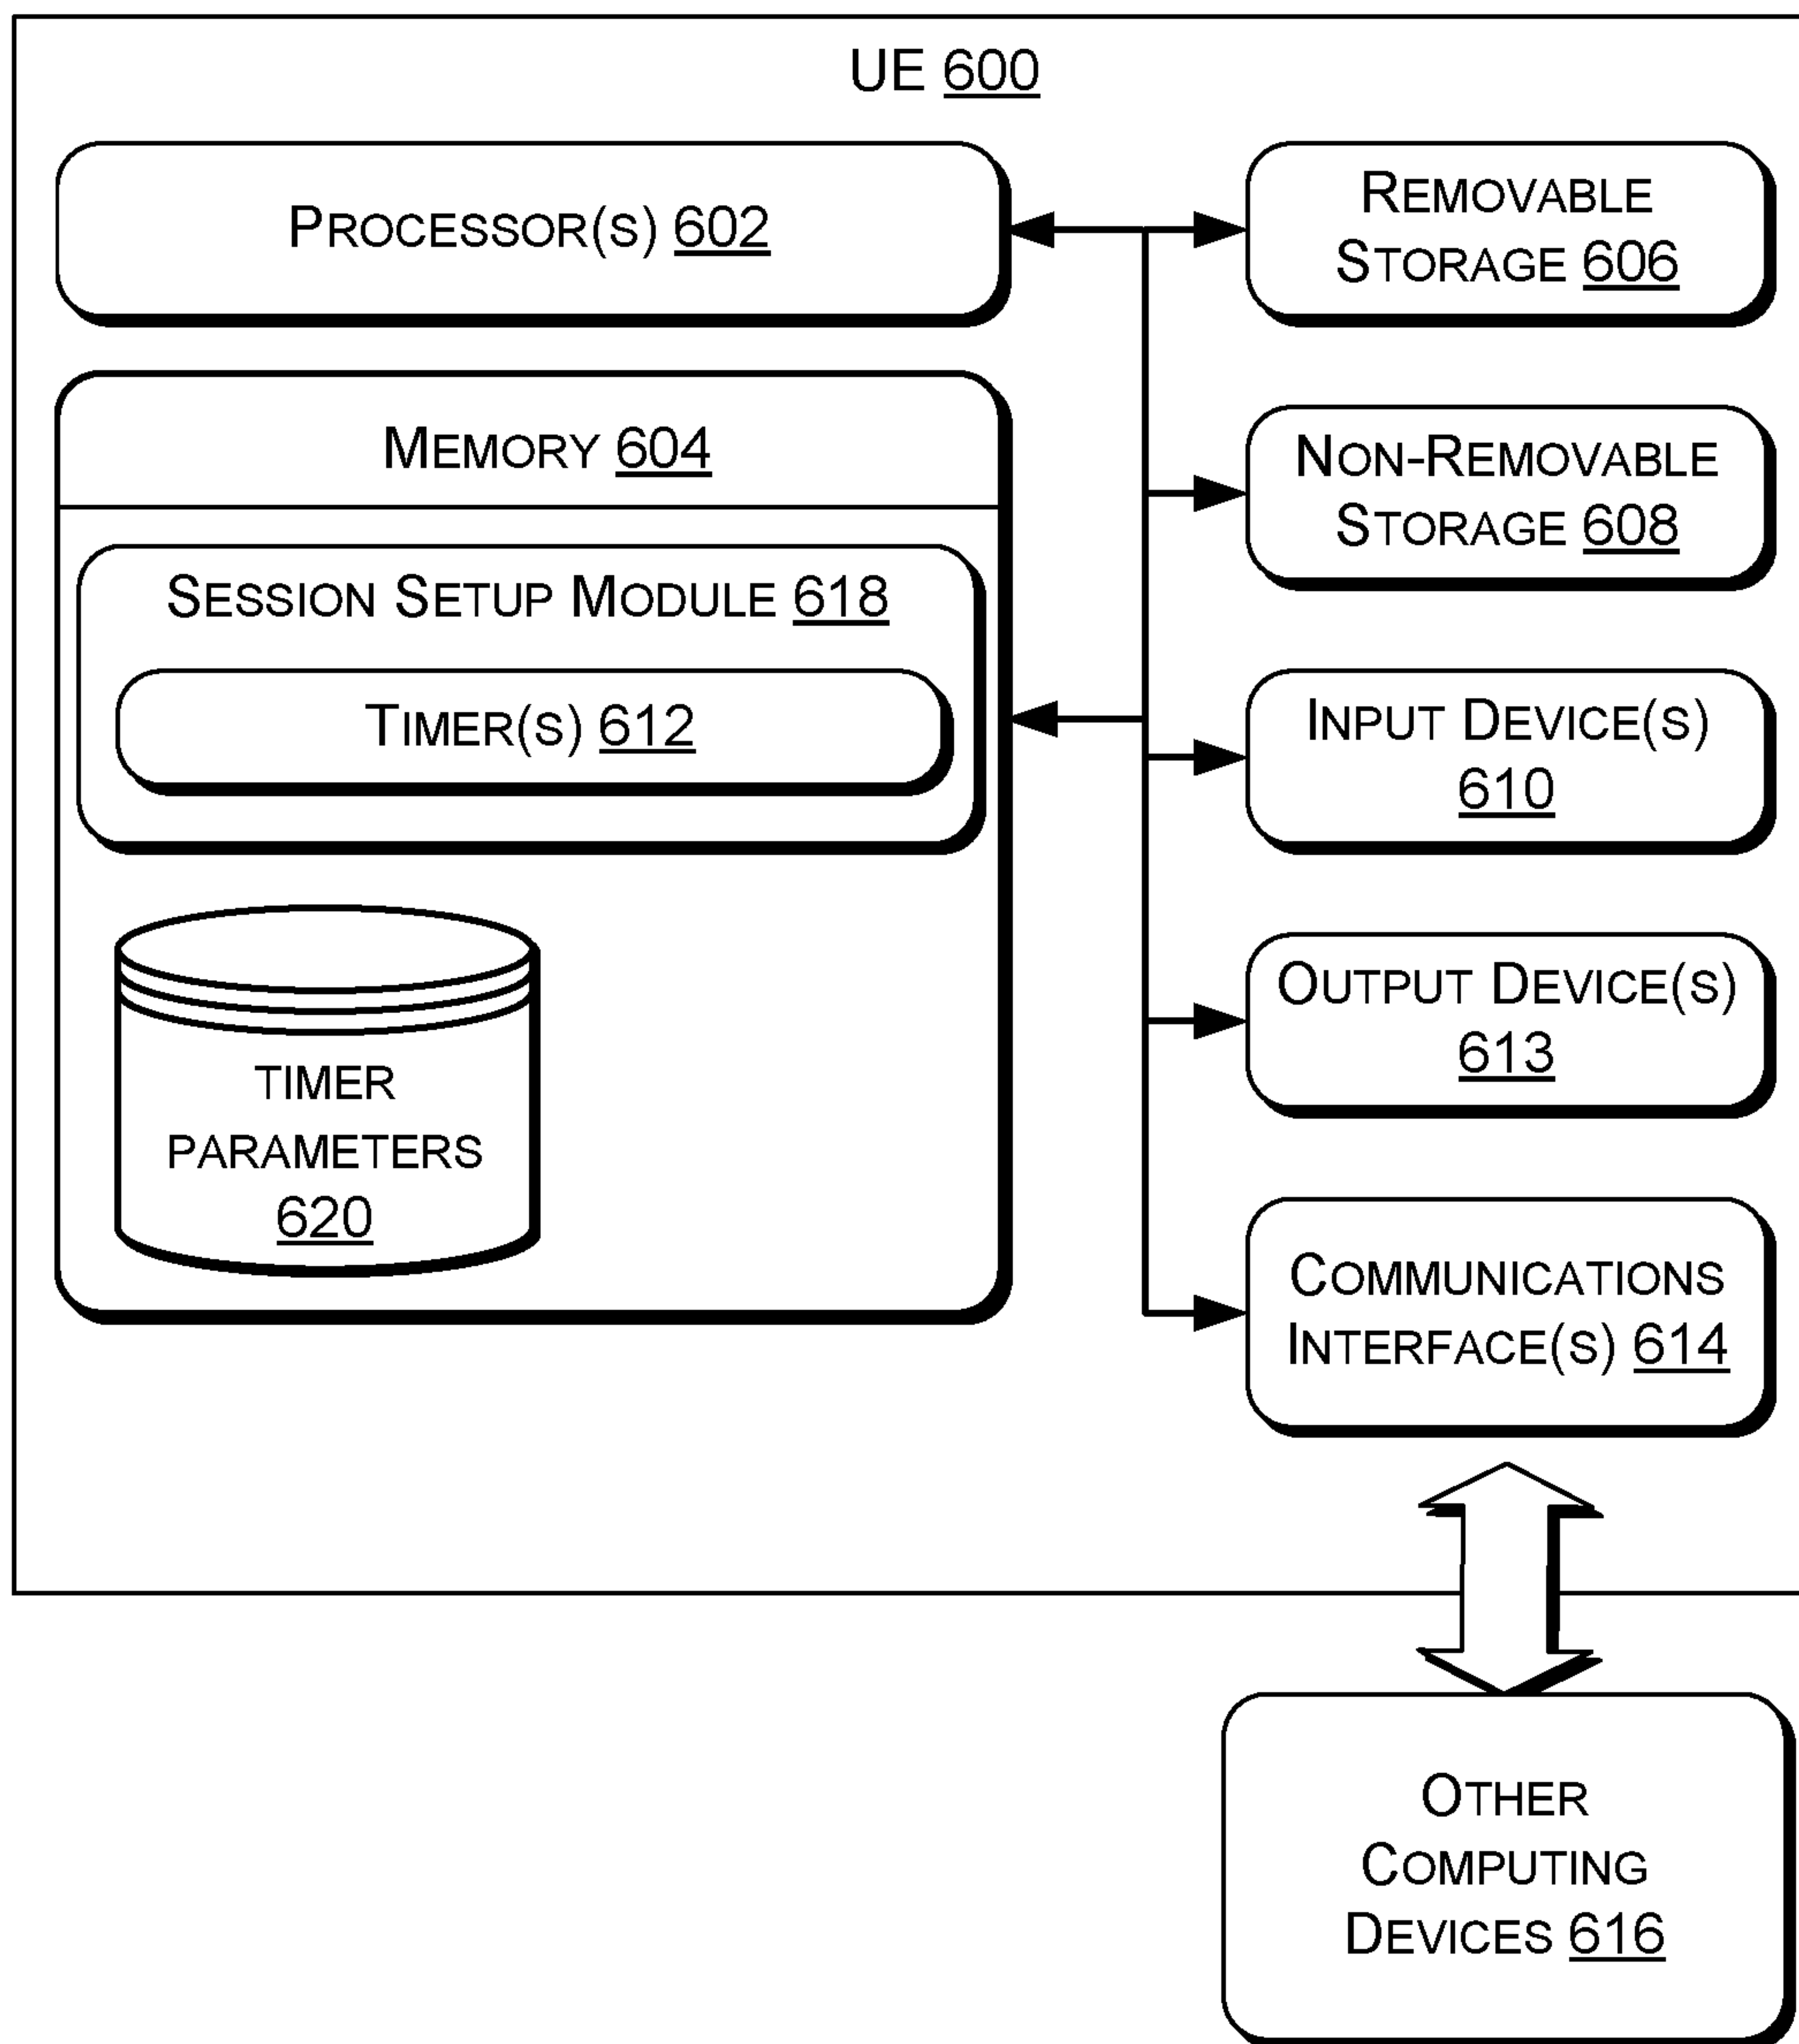 UE 600
PROCESSOR(S) 602
REMOVABLE
STORAGE 606
MEMORY 604
NON-REMOVABLE
STORAGE 608
SESSION SETUP MODULE 618
TIMER(S) 612
INPUT DEVICE(S)
610
OUTPUT DEVICE(S)
613
TIMER
PARAMETERS
620
COMMUNICATIONS
INTERFACE(S) 614
OTHER
COMPUTING
DEVICES 616